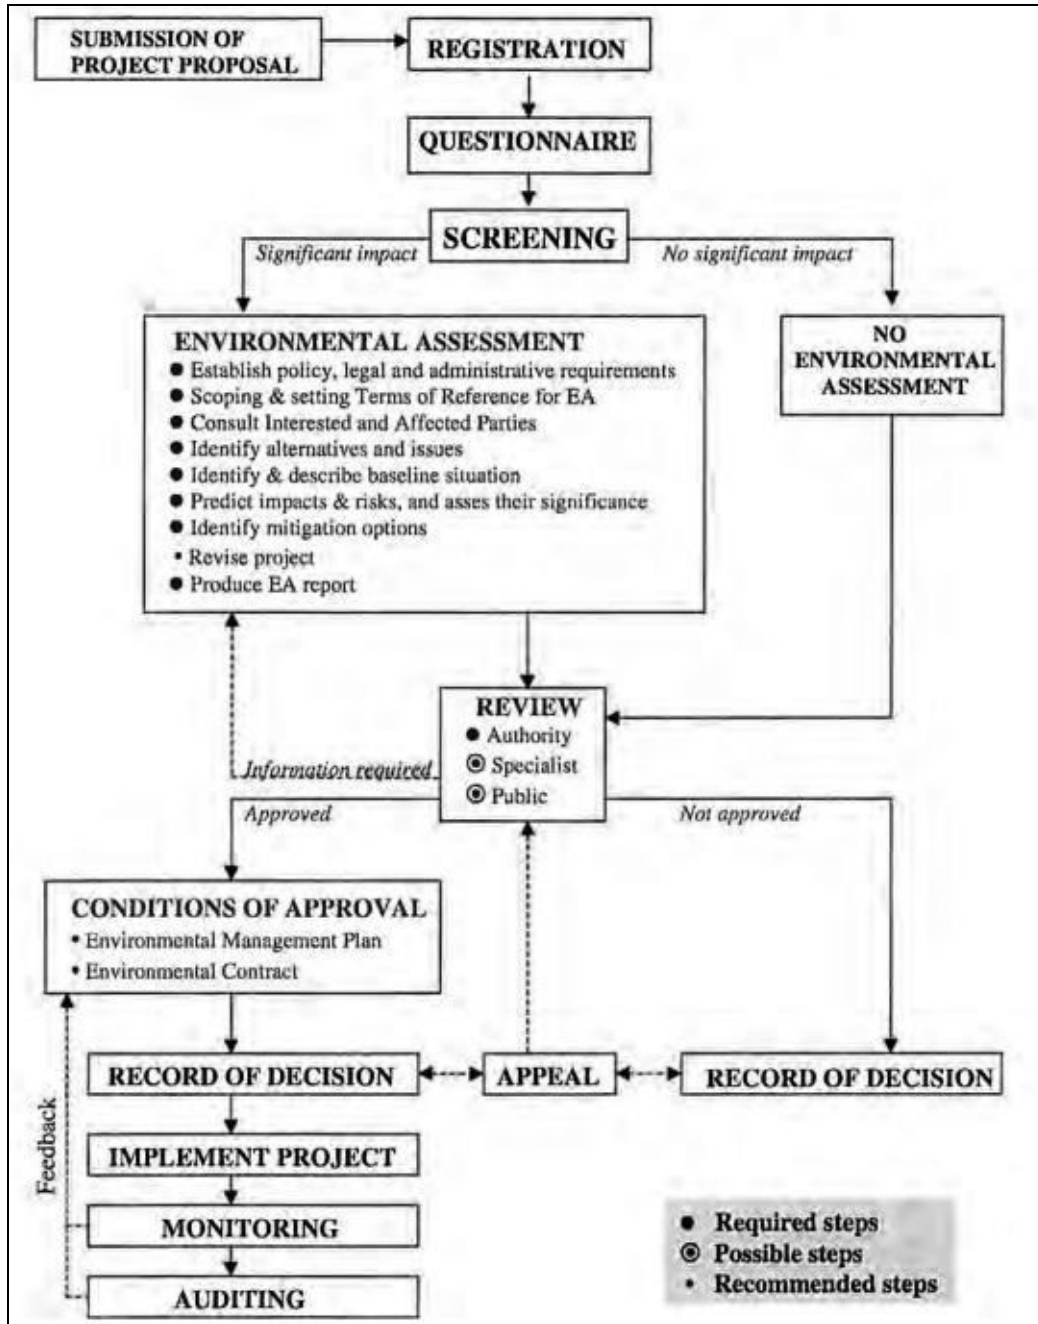 SUBMISSION OF
PROJECT PROPOSAL
REGISTRATION
QUESTIONNAIRE
SCREENING
Significant impact
No significant impact
ENVIRONMENTAL ASSESSMENT
● Establish policy, legal and administrative requirements
● Scoping & setting Terms of Reference for EA
● Consult Interested and Affected Parties
● Identify alternatives and issues
● Identify & describe baseline situation
● Predict impacts & risks, and asses their significance
● Identify mitigation options
• Revise project
● Produce EA report
NO
ENVIRONMENTAL
ASSESSMENT
REVIEW
● Authority
◉ Specialist
◉ Public
Information required
Approved
Not approved
CONDITIONS OF APPROVAL
• Environmental Management Plan
• Environmental Contract
RECORD OF DECISION
APPEAL
RECORD OF DECISION
Feedback
IMPLEMENT PROJECT
MONITORING
AUDITING
● Required steps
◉ Possible steps
• Recommended steps